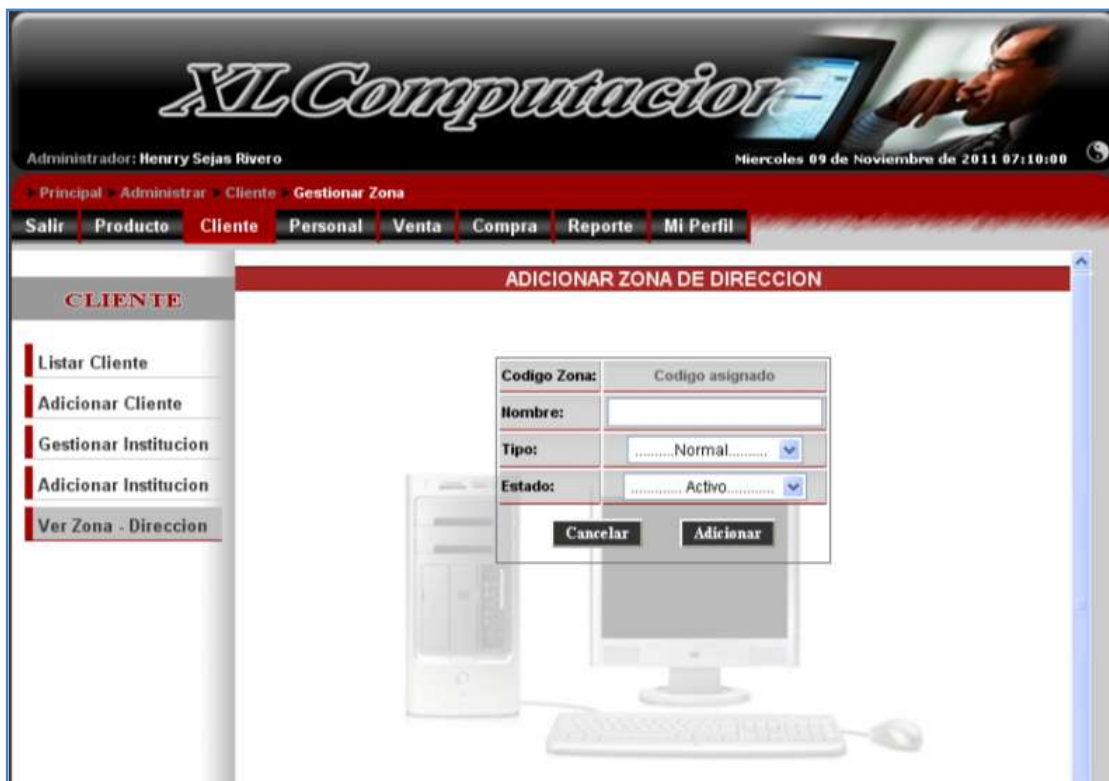 XLComputacion
Administrador: Henrry Sejas Rivero
Miercoles 09 de Noviembre de 2011 07:10:00
Principal Administrar Cliente Gestionar Zona
Salir Producto Cliente Personal Venta Compra Reporte Mi Perfil
CLIENTE
Listar Cliente
Adicionar Cliente
Gestionar Institucion
Adicionar Institucion
Ver Zona - Direccion
ADICIONAR ZONA DE DIRECCION
Codigo Zona: Codigo asignado
Nombre:
Tipo: ..........Normal..........
Estado: ............. Activo............
Cancelar Adicionar